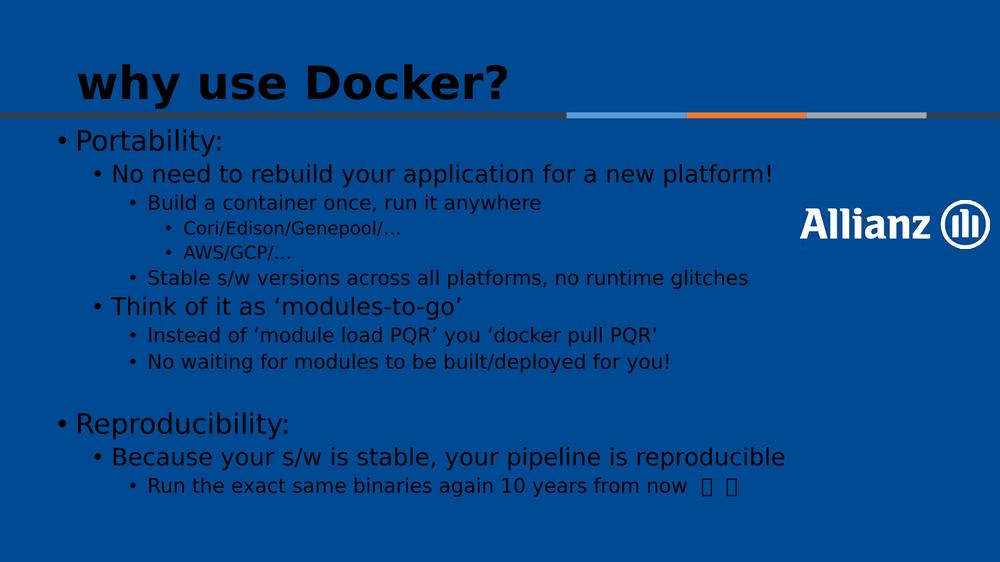 why use Docker?
• Portability:
• No need to rebuild your application for a new platform!
• Build a container once, run it anywhere
• Cori/Edison/Genepool/…
• AWS/GCP/…
• Stable s/w versions across all platforms, no runtime glitches
• Think of it as ‘modules-to-go’
• Instead of ‘module load PQR’ you ‘docker pull PQR’
• No waiting for modules to be built/deployed for you!
• Reproducibility:
• Because your s/w is stable, your pipeline is reproducible
• Run the exact same binaries again 10 years from now
Allianz